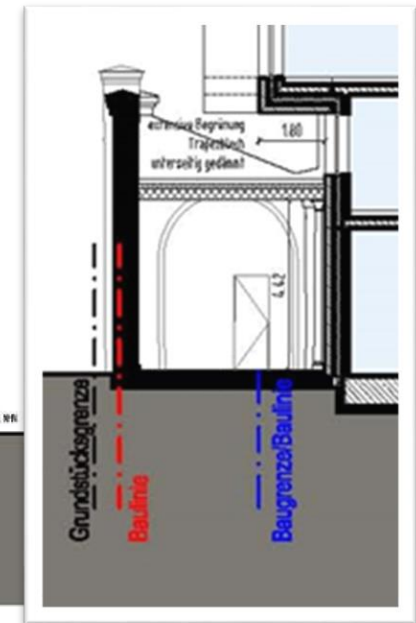 extensive Begrünung
Trapezblech
unterseitig gedämmt
1.80
4.42
Grundstücksgrenze
Baulinie
Baugrenze/Baulinie